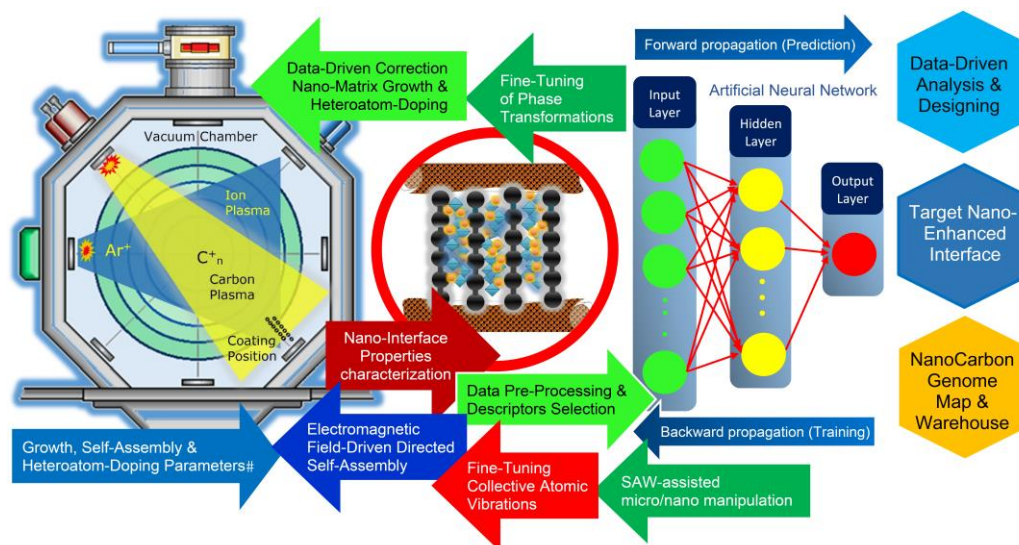 Vacuum Chamber
Ion
Plasma
Ar+
C+n
Carbon
Plasma
Coating
Position
Data-Driven Correction
Nano-Matrix Growth &
Heteroatom-Doping
Fine-Tuning
of Phase
Transformations
Forward propagation (Prediction)
Artificial Neural Network
Input
Layer
Hidden
Layer
Output
Layer
Data-Driven
Analysis &
Designing
Target Nano-
Enhanced
Interface
NanoCarbon
Genome
Map &
Warehouse
Nano-Interface
Properties
characterization
Data Pre-Processing &
Descriptors Selection
Backward propagation (Training)
Growth, Self-Assembly &
Heteroatom-Doping Parameters#
Electromagnetic
Field-Driven Directed
Self-Assembly
Fine-Tuning
Collective Atomic
Vibrations
SAW-assisted
micro/nano manipulation